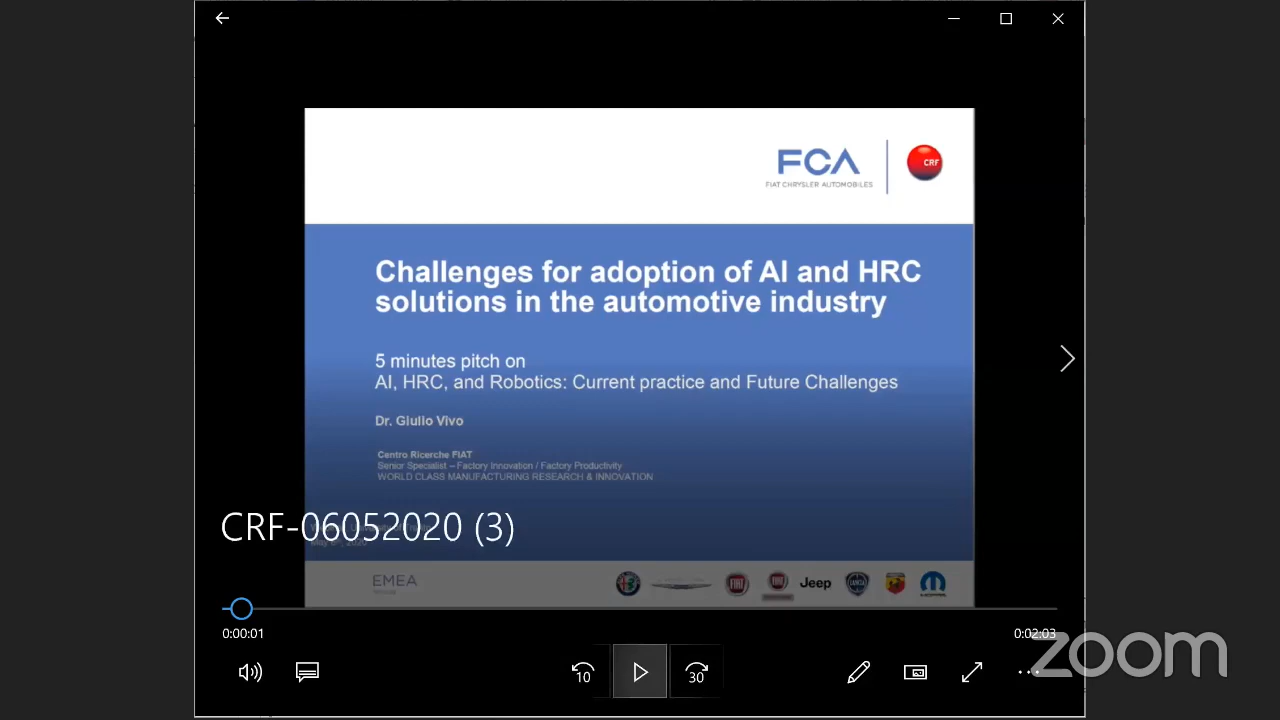 FCA
FIAT CHRYSLER AUTOMOBILES
CRF
Challenges for adoption of AI and HRC
solutions in the automotive industry
5 minutes pitch on
AI, HRC, and Robotics: Current practice and Future Challenges
Dr. Giulio Vivo
Centro Ricerche FIAT
Senior Specialist – Factory Innovation / Factory Productivity
WORLD CLASS MANUFACTURING RESEARCH & INNOVATION
CRF-06052020 (3)
EMEA
FIAT
FIAT
Jeep
LANCIA
0:00:01
0:02:03
10
30
zoom